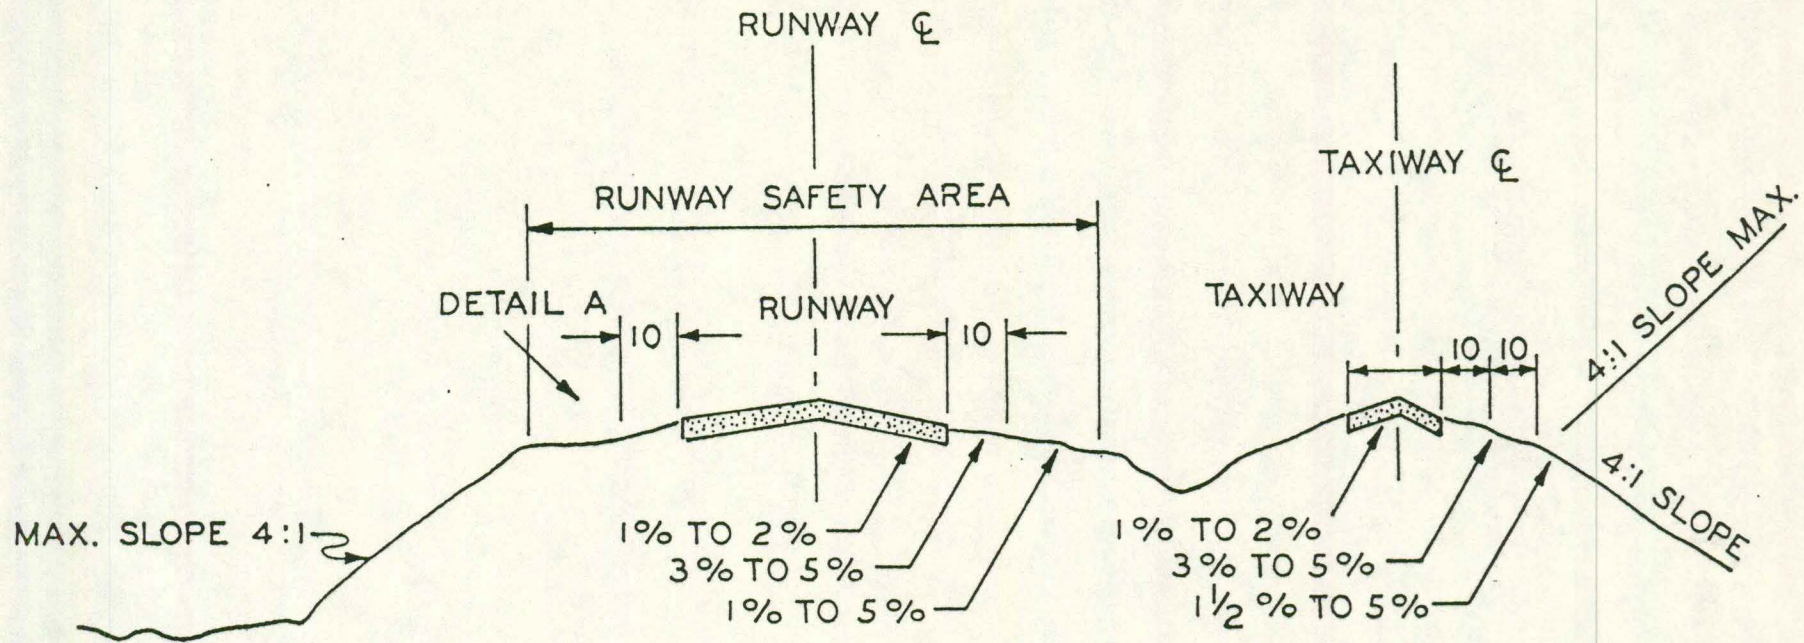 RUNWAY ℄
TAXIWAY ℄
RUNWAY SAFETY AREA
4:1 SLOPE MAX.
DETAIL A
RUNWAY
TAXIWAY
10
10
10
10
4:1 SLOPE
MAX. SLOPE 4:1
1% TO 2%
3% TO 5%
1% TO 5%
1% TO 2%
3% TO 5%
1½% TO 5%